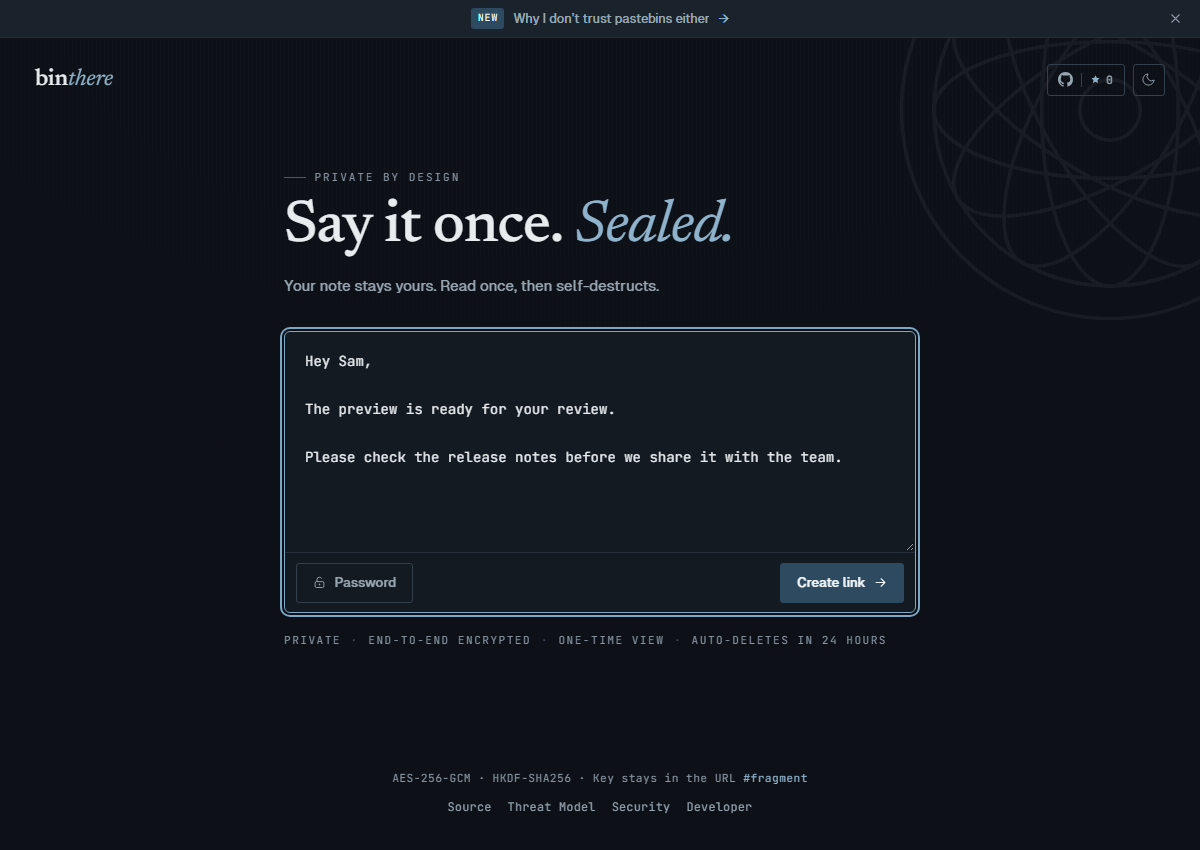 NEW Why I don't trust pastebins either →
binthere
★ 0
PRIVATE BY DESIGN
Say it once. Sealed.
Your note stays yours. Read once, then self-destructs.
Hey Sam,
The preview is ready for your review.
Please check the release notes before we share it with the team.
Password
Create link →
PRIVATE · END-TO-END ENCRYPTED · ONE-TIME VIEW · AUTO-DELETES IN 24 HOURS
AES-256-GCM · HKDF-SHA256 · Key stays in the URL #fragment
Source Threat Model Security Developer